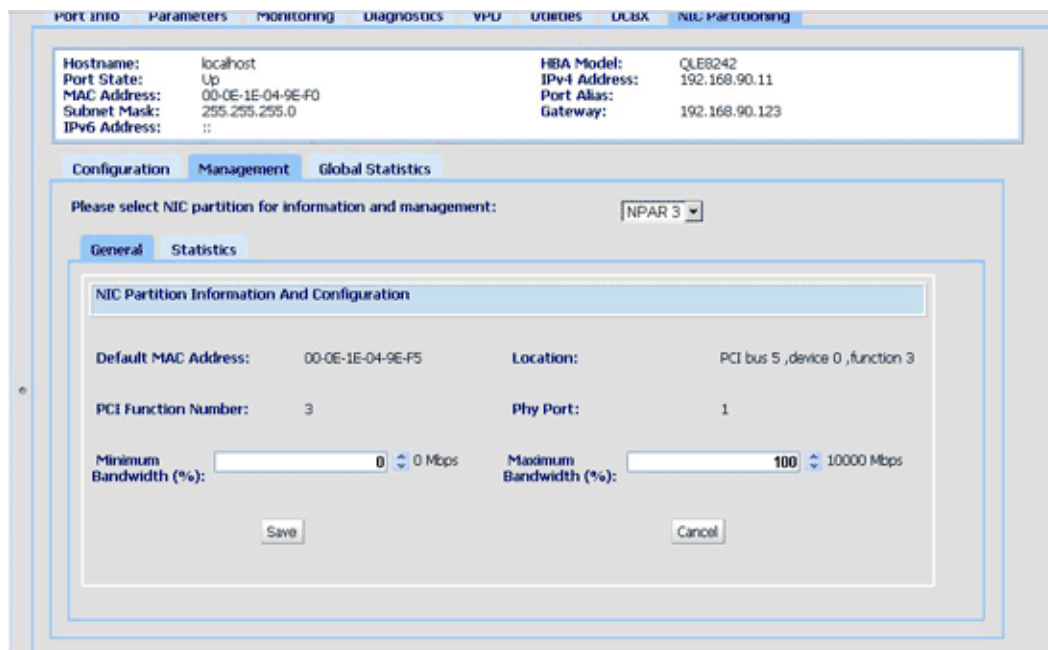 Port Info Parameters Monitoring Diagnostics VPD Utilities DCBX NIC Partitioning
Hostname: localhost HBA Model: QLE8242
Port State: Up IPv4 Address: 192.168.90.11
MAC Address: 00-0E-1E-04-9E-F0 Port Alias:
Subnet Mask: 255.255.255.0 Gateway: 192.168.90.123
IPv6 Address: ::
Configuration Management Global Statistics
Please select NIC partition for information and management: NPAR 3
General Statistics
NIC Partition Information And Configuration
Default MAC Address: 00-0E-1E-04-9E-F5 Location: PCI bus 5 ,device 0 ,function 3
PCI Function Number: 3 Phy Port: 1
Minimum Bandwidth (%): 0 0 Mbps Maximum Bandwidth (%): 100 10000 Mbps
Save Cancel